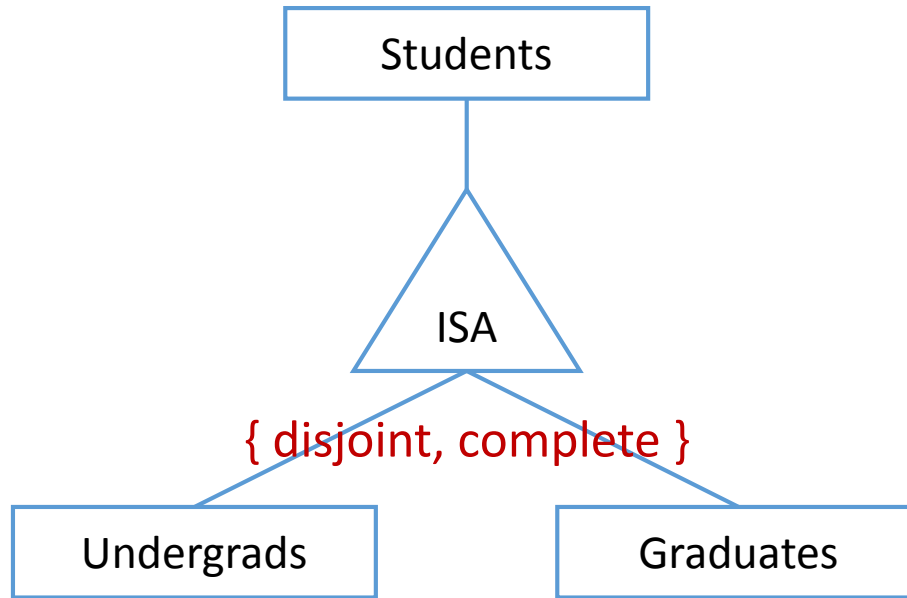 Students
ISA
{ disjoint, complete }
Undergrads
Graduates